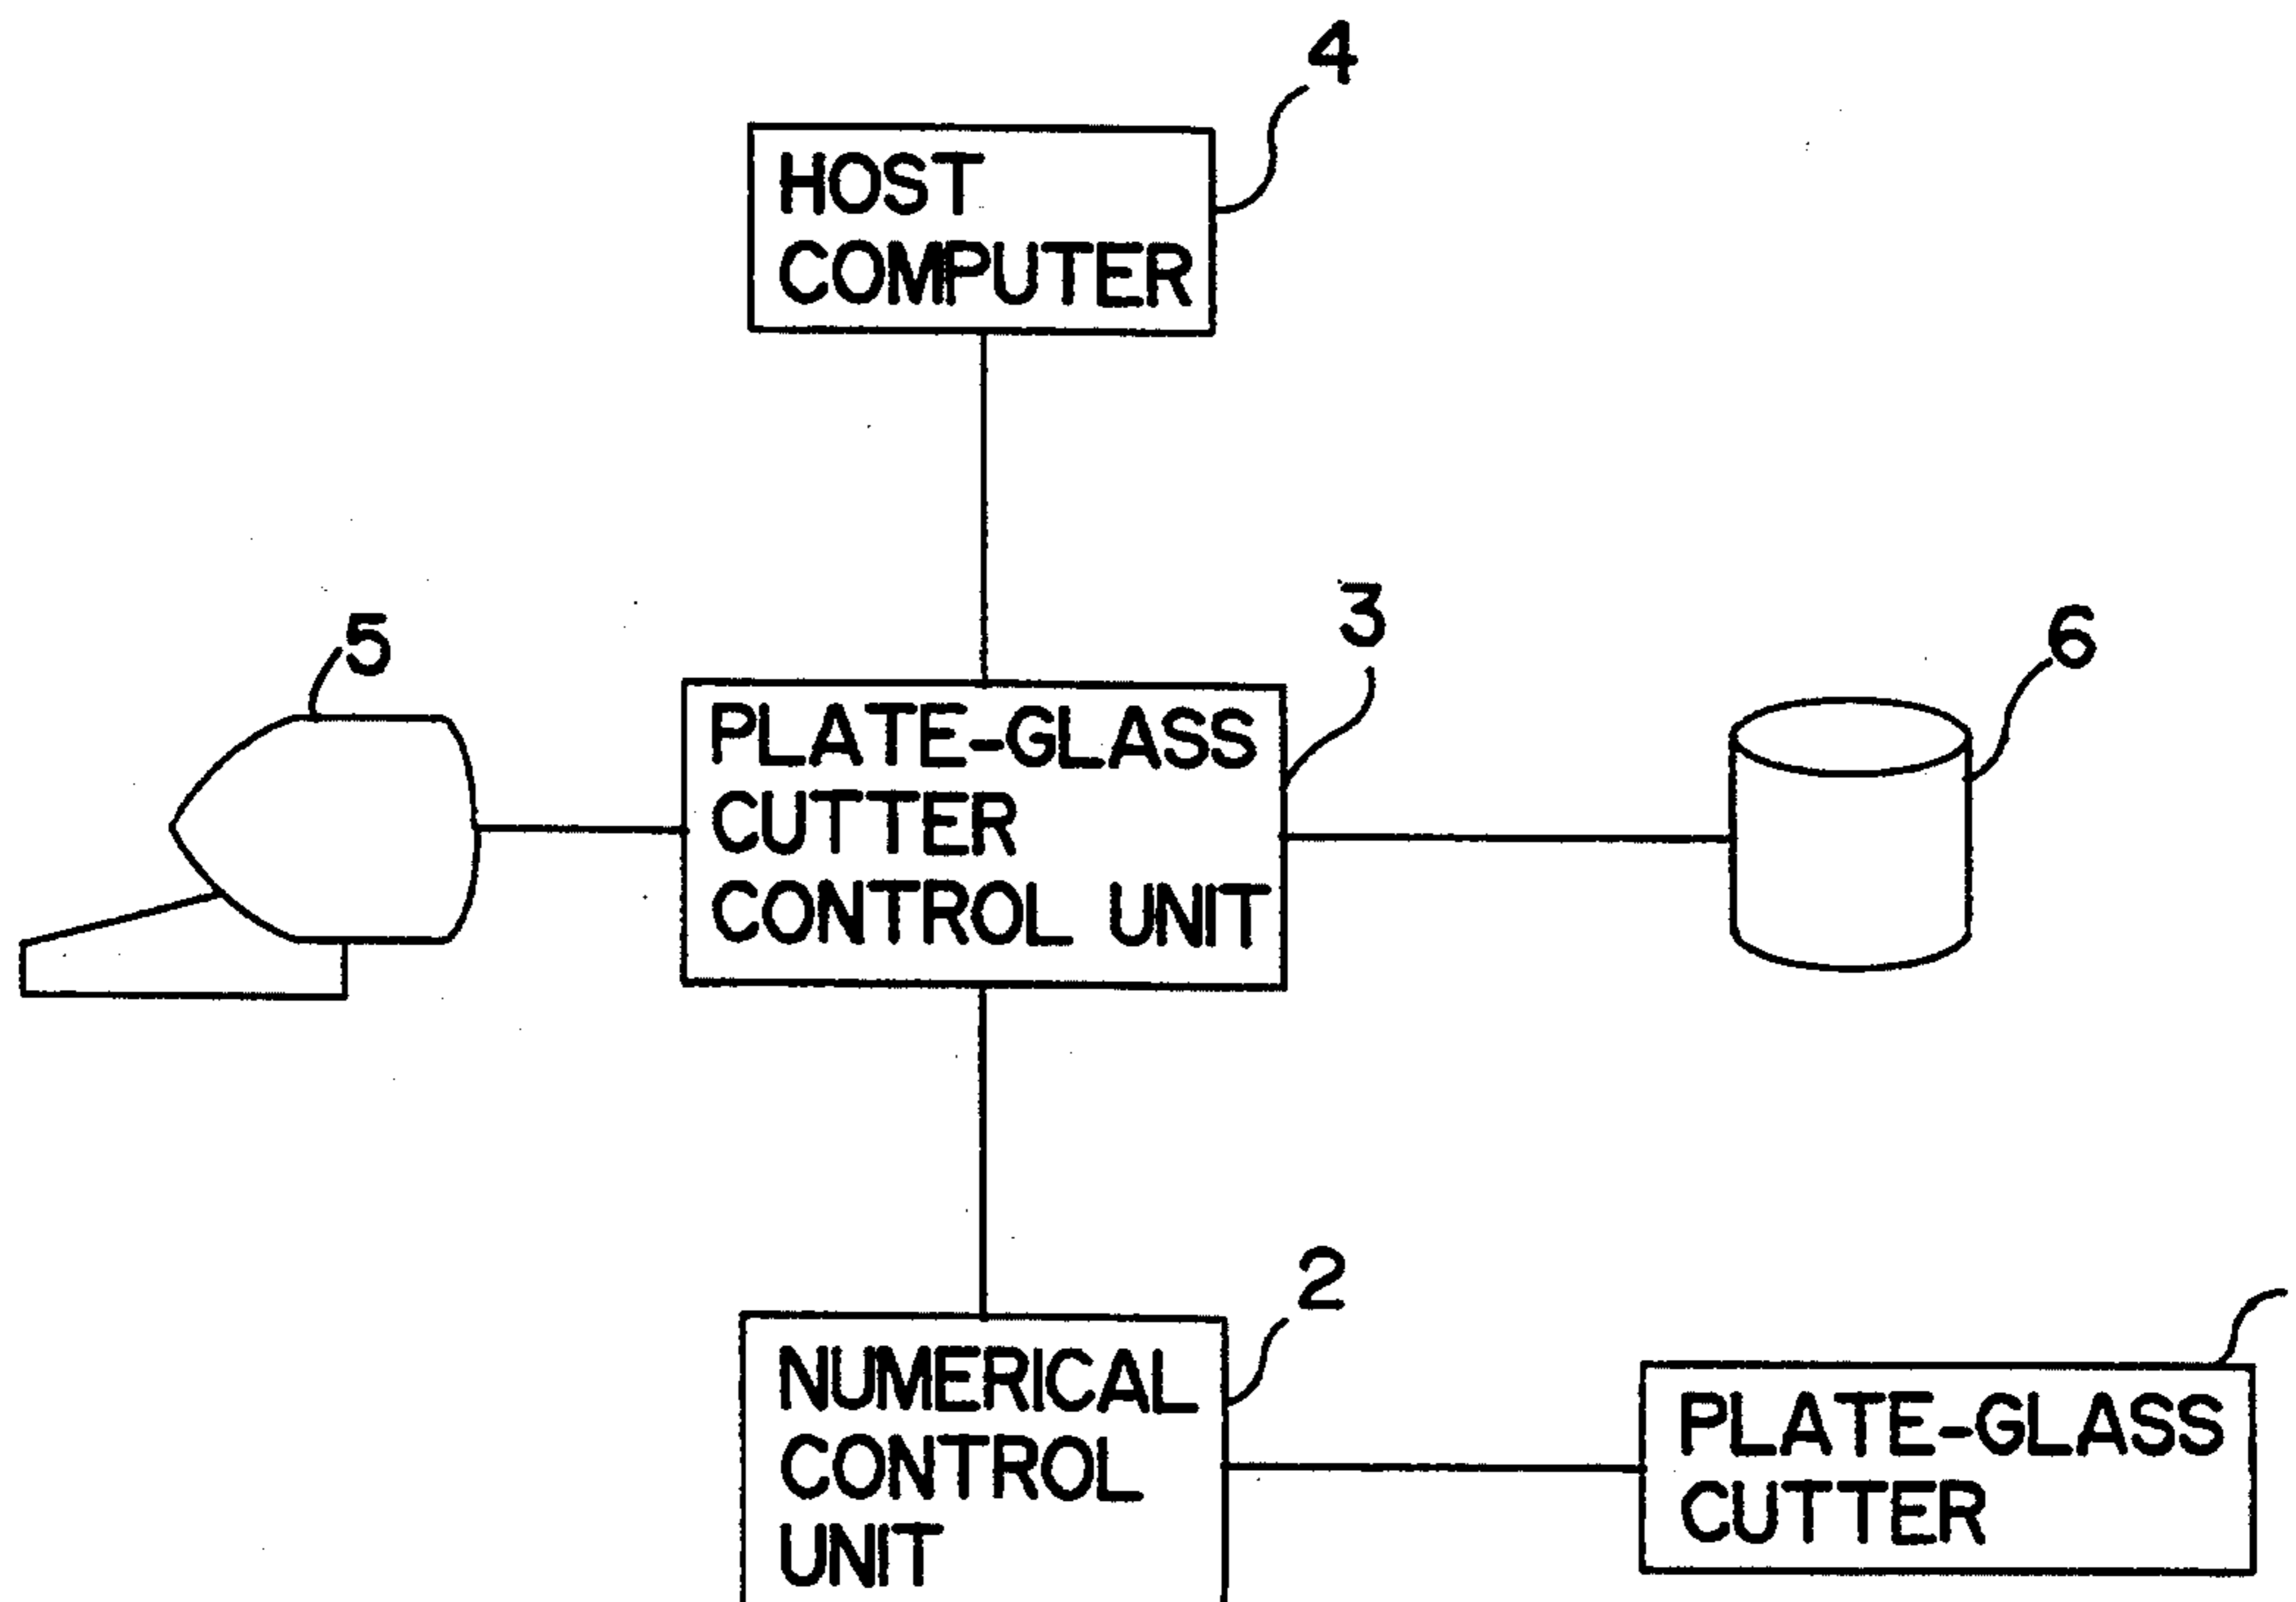 4
HOST
COMPUTER
5
3
6
PLATE-GLASS
CUTTER
CONTROL UNIT
2
NUMERICAL
CONTROL
UNIT
PLATE-GLASS
CUTTER